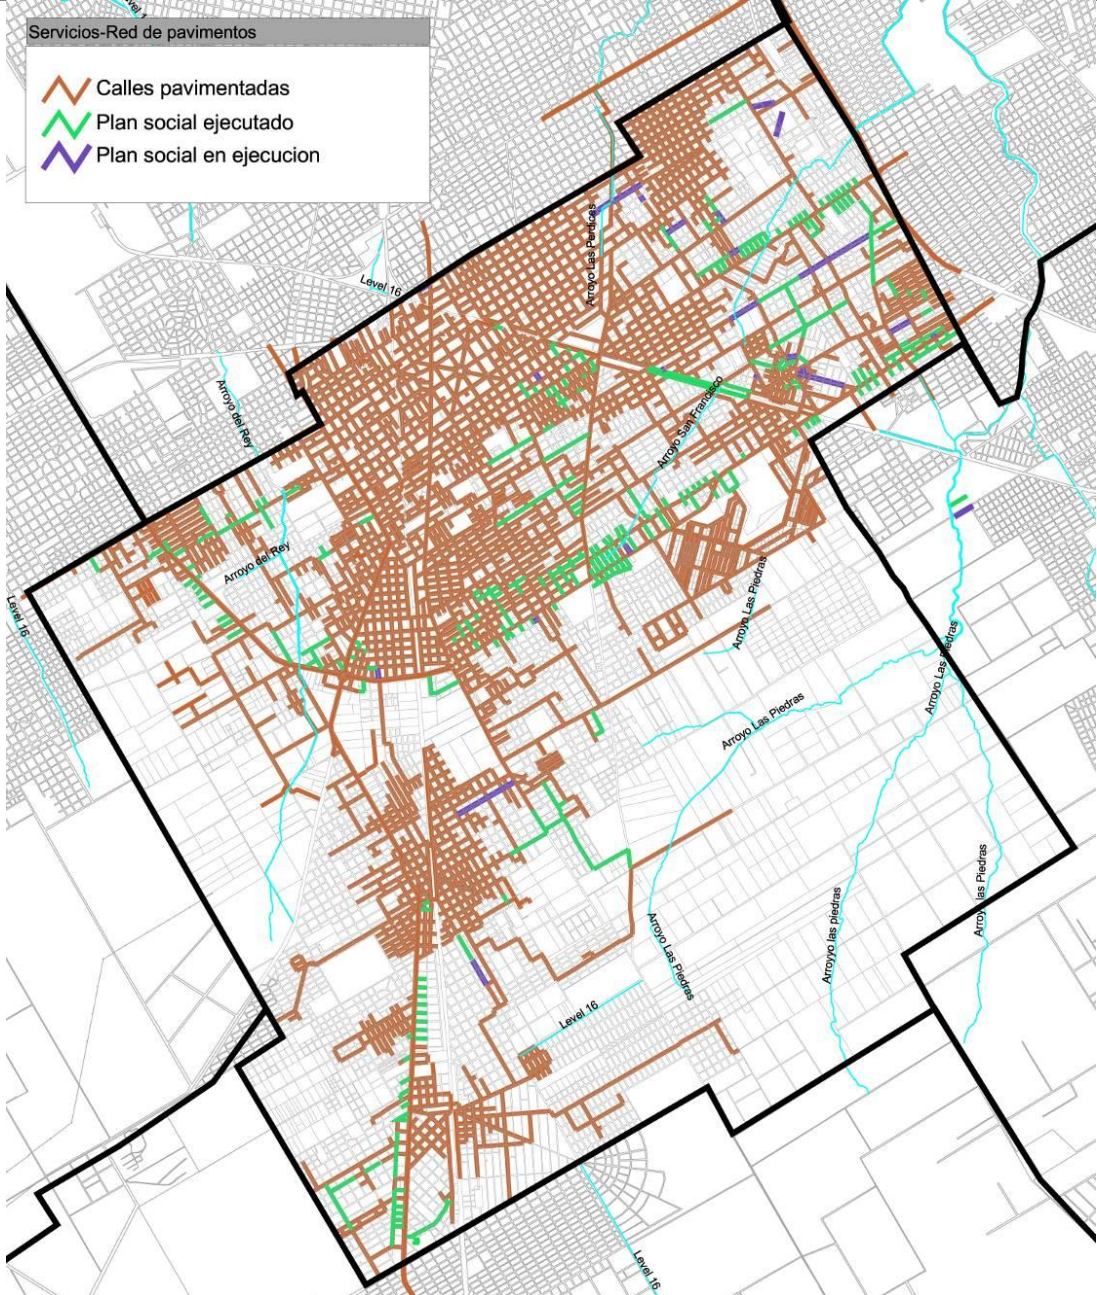 Level 1
Servicios-Red de pavimentos
Calles pavimentadas
Plan social ejecutado
Plan social en ejecucion
Arroyo Las Perdices
Level 16
Arroyo del Rey
Arroyo San Francisco
Arroyo del Rey
Level 16
Arroyo Las Piedras
Arroyo Las Piedras
Arroyo Las Piedras
Arroyo las Piedras
Arroyyo las piedras
Arroyo Las Piedras
Level 16
Level 16